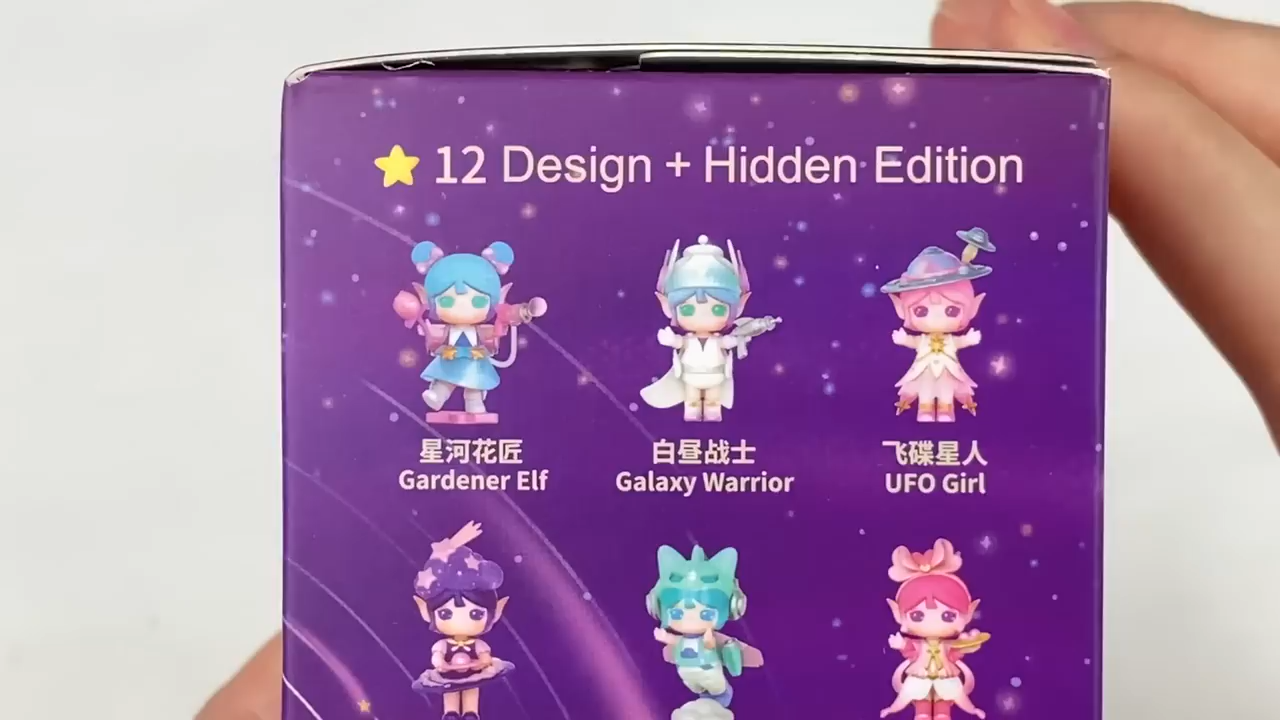 12 Design + Hidden Edition
星河花匠
Gardener Elf
白昼战士
Galaxy Warrior
飞碟星人
UFO Girl